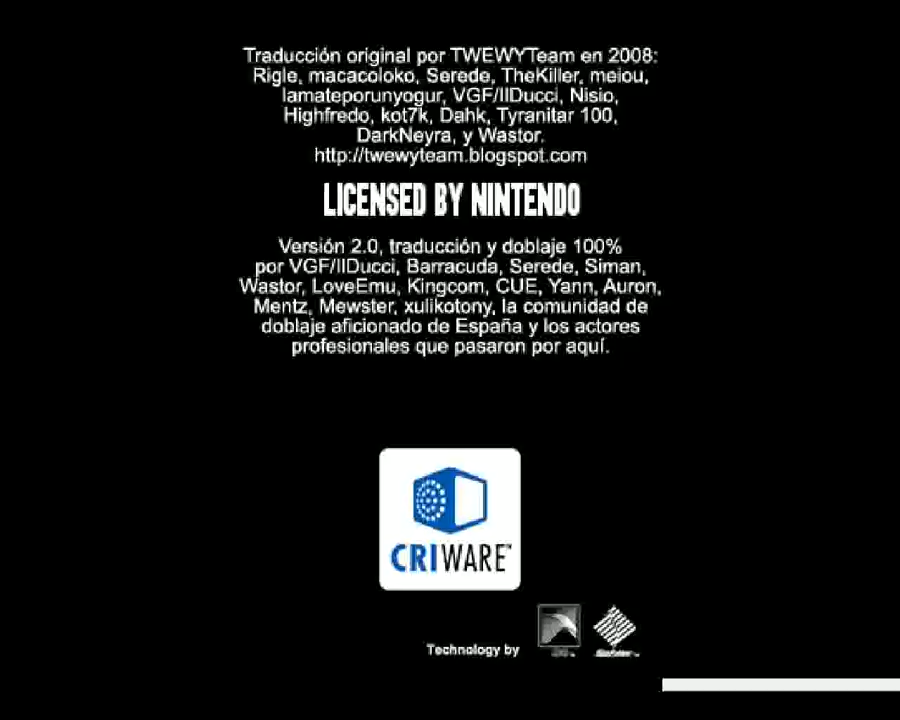 Traducción original por TWEWYTeam en 2008:
Rigle, macacoloko, Serede, TheKiller, meiou,
lamateporunyogur, VGF/IlDucci, Nisio,
Highfredo, kot7k, Dahk, Tyranitar 100,
DarkNeyra, y Wastor.
http://twewyteam.blogspot.com
LICENSED BY NINTENDO
Versión 2.0, traducción y doblaje 100%
por VGF/IlDucci, Barracuda, Serede, Siman,
Wastor, LoveEmu, Kingcom, CUE, Yann, Auron,
Mentz, Mewster, xulikotony, la comunidad de
doblaje aficionado de España y los actores
profesionales que pasaron por aquí.
CRIWARE™
Technology by